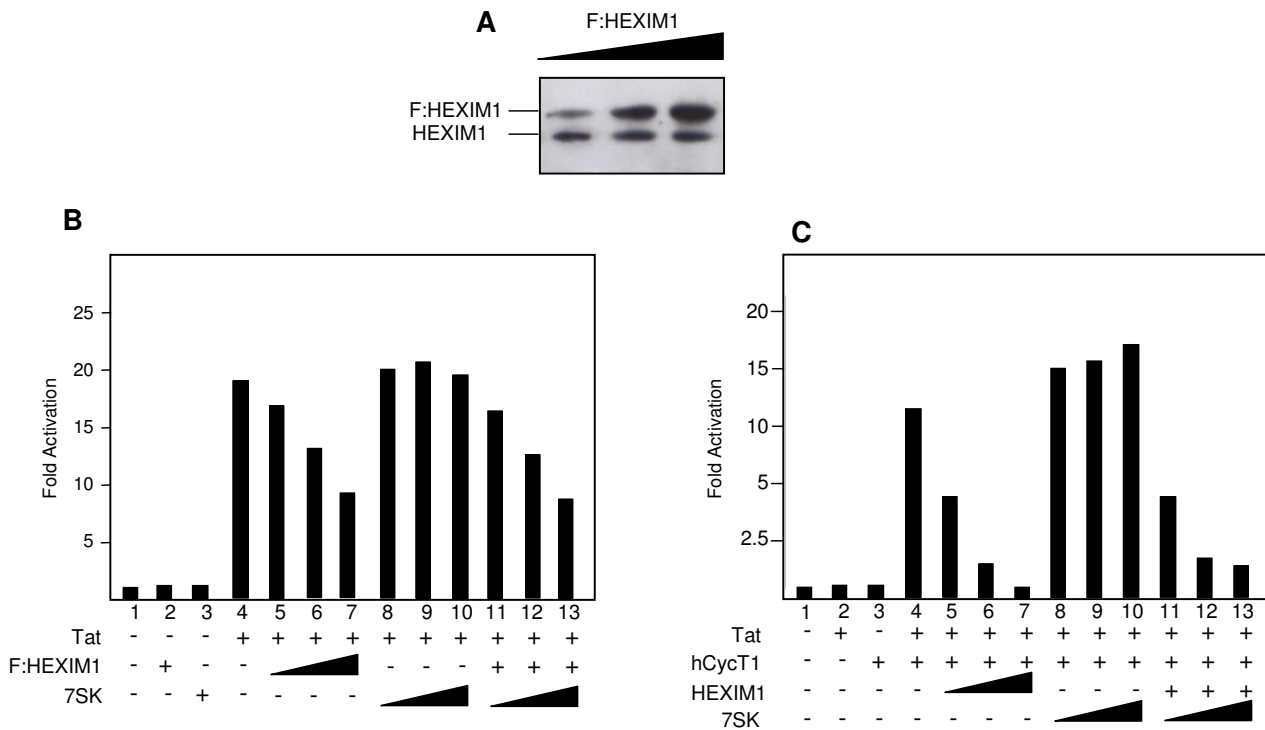 A
F:HEXIM1
F:HEXIM1
HEXIM1
B
25
20
15
10
5
Fold Activation
1 2 3 4 5 6 7 8 9 10 11 12 13
Tat - - - + + + + + + + + + +
F:HEXIM1 - + - - - - - + + +
7SK - - + - - - -
C
20
15
10
5
2.5
Fold Activation
1 2 3 4 5 6 7 8 9 10 11 12 13
Tat - + - + + + + + + + + + +
hCycT1 - - + + + + + + + + + + +
HEXIM1 - - - - - - - + + +
7SK - - - - - - -